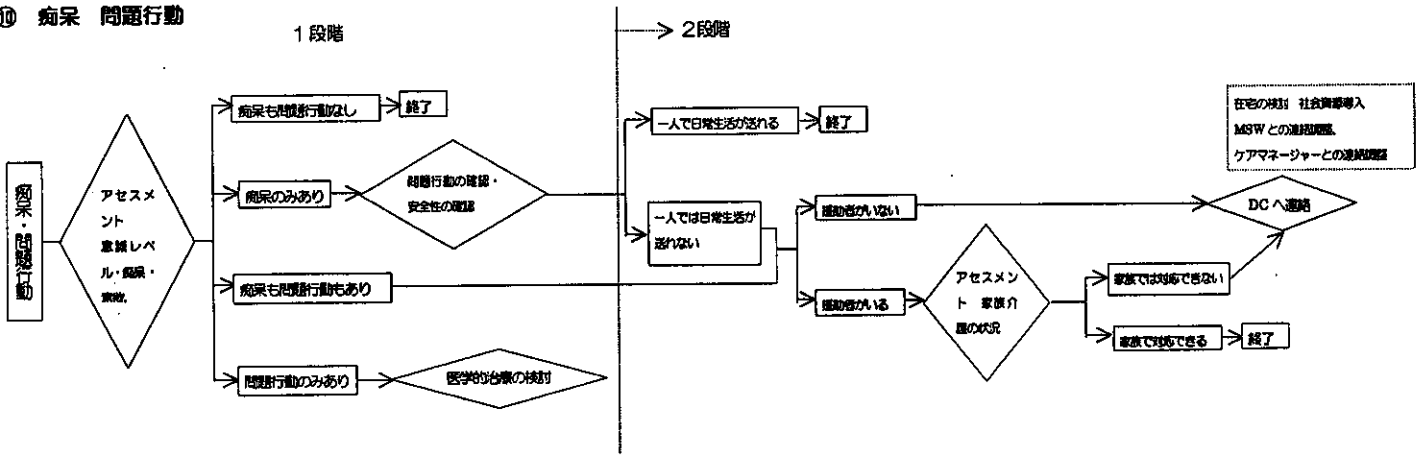 ⑩ 痴呆 問題行動
1段階
2段階
痴呆・問題行動
アセスメ
ント
意識レベ
ル・痴呆・
痴呆も問題行動なし
終了
痴呆のみあり
問題行動の確認・
安全性の確認
痴呆も問題行動もあり
問題行動のみあり
医学的治療の検討
一人で日常生活が送れる
終了
一人では日常生活が
送れない
援助者がいない
援助者がいる
アセスメン
ト 家族介
護の状況
家族では対応できない
家族で対応できる
終了
DCへ連絡
在宅の検討 社会資源導入
MSWとの連絡調整、
ケアマネージャーとの連絡調整